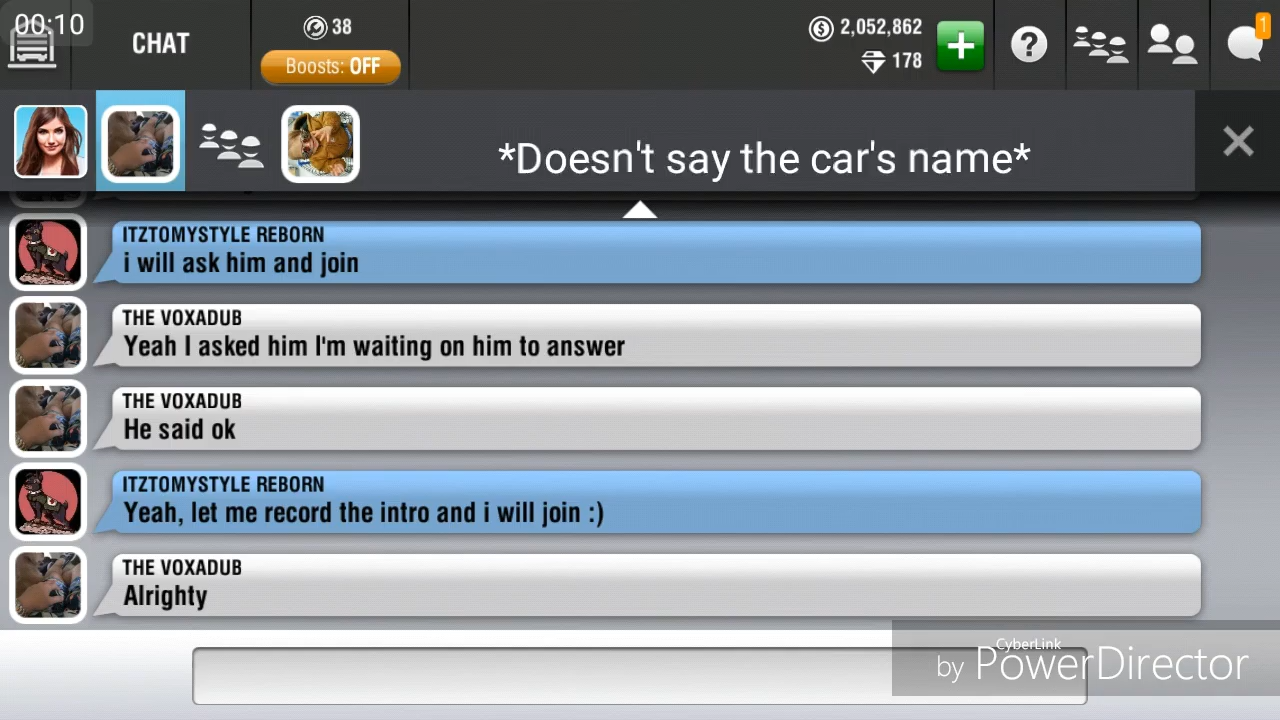 00:10
CHAT
38
Boosts: OFF
2,052,862
178
?
1
*Doesn't say the car's name*
ITZTOMYSTYLE REBORN
i will ask him and join
THE VOXADUB
Yeah I asked him I'm waiting on him to answer
THE VOXADUB
He said ok
ITZTOMYSTYLE REBORN
Yeah, let me record the intro and i will join :)
THE VOXADUB
Alrighty
CyberLink
by PowerDirector